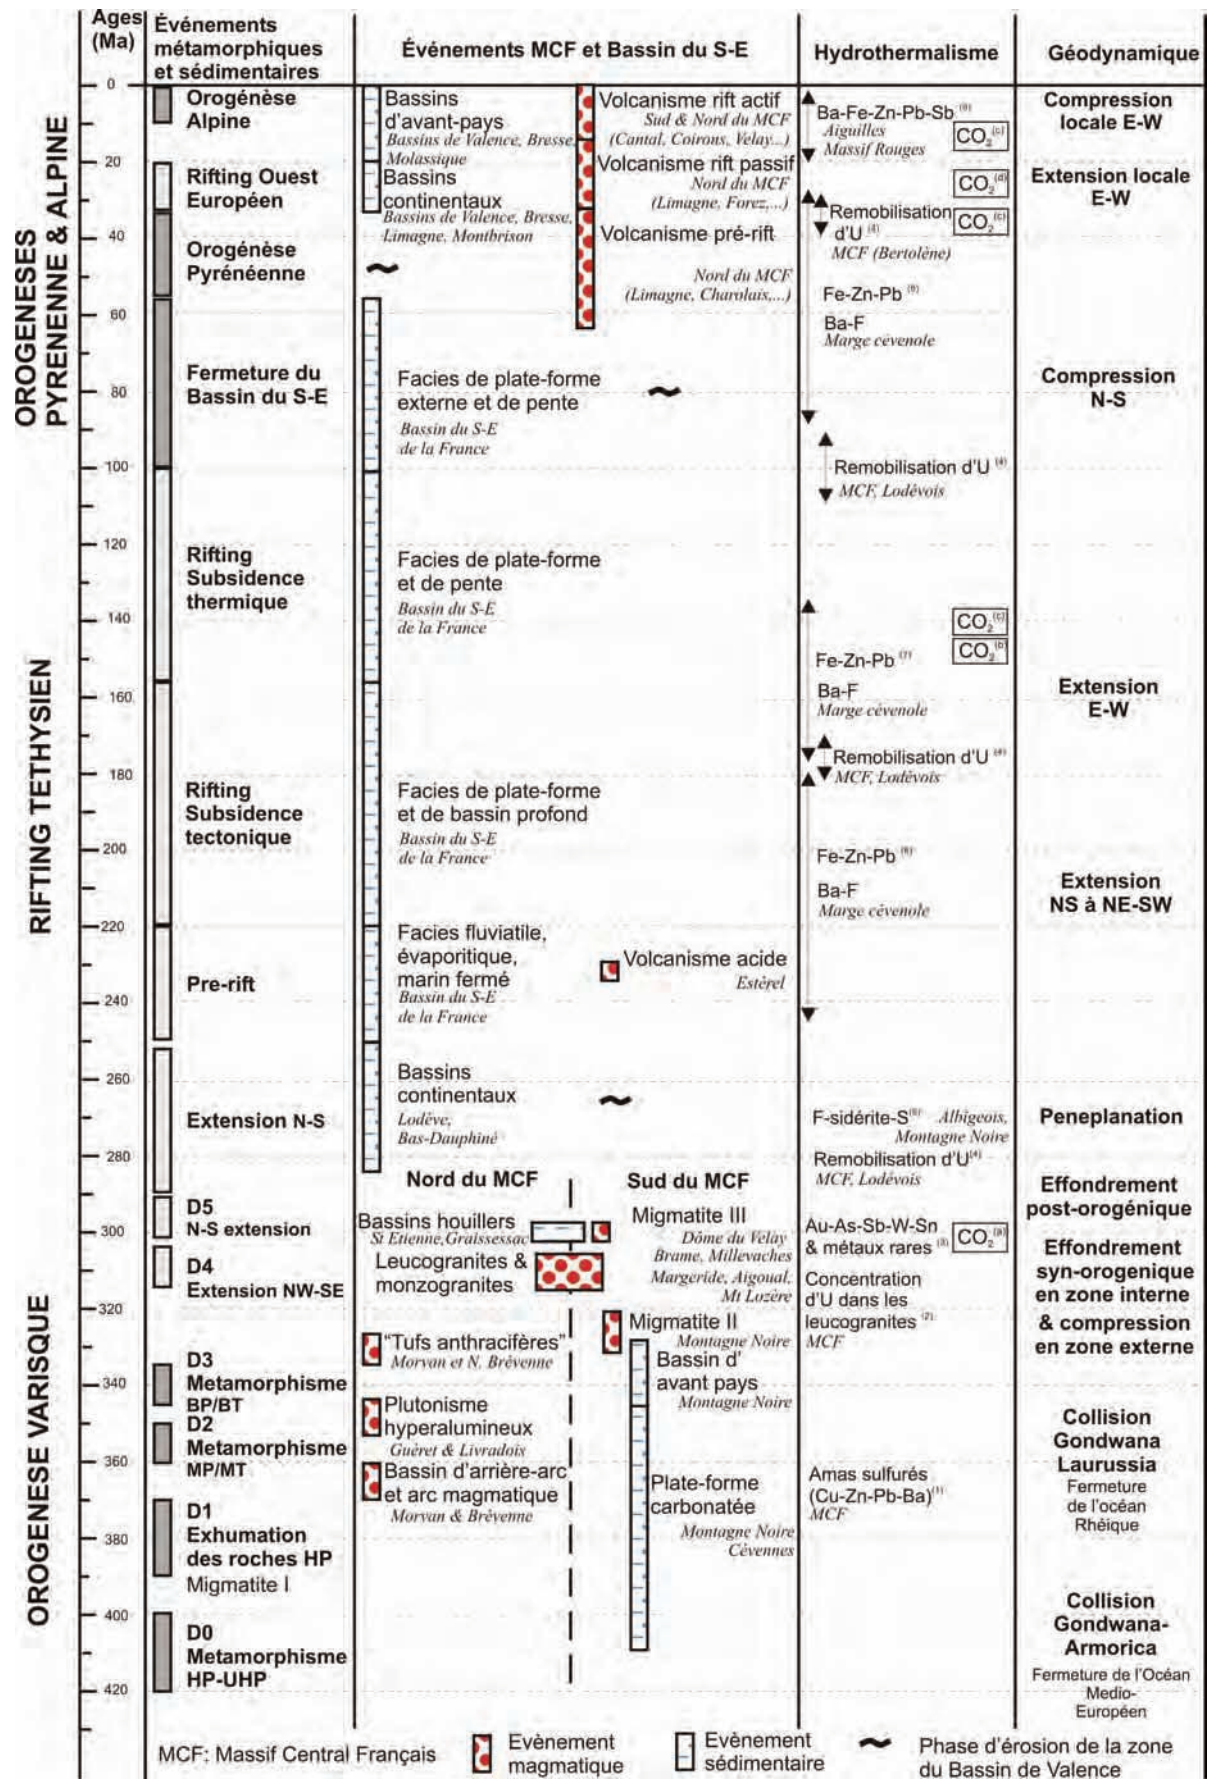 Ages
(Ma)
Événements
métamorphiques
et sédimentaires
Événements MCF et Bassin du S-E
Hydrothermalisme
Géodynamique
OROGENESES
PYRENENNE & ALPINE
RIFTING TETHYSIEN
OROGENESE VARISQUE
0
20
40
60
80
100
120
140
160
180
200
220
240
260
280
300
320
340
360
380
400
420
Orogénèse
Alpine
Rifting Ouest
Européen
Orogénèse
Pyrénéenne
Fermeture du
Bassin du S-E
Rifting
Subsidence
thermique
Rifting
Subsidence
tectonique
Pre-rift
Extension N-S
D5
N-S extension
D4
Extension NW-SE
D3
Metamorphisme
BP/BT
D2
Metamorphisme
MP/MT
D1
Exhumation
des roches HP
Migmatite I
D0
Metamorphisme
HP-UHP
Bassins
d'avant-pays
Bassins de Valence, Bresse,
Molassique
Bassins
continentaux
Bassins de Valence, Bresse,
Limagne, Montbrison
Volcanisme rift actif
Sud & Nord du MCF
(Cantal, Coirons, Velay...)
Volcanisme rift passif
Nord du MCF
(Limagne, Forez,...)
Volcanisme pré-rift
Nord du MCF
(Limagne, Charolais,...)
Facies de plate-forme
externe et de pente
Bassin du S-E
de la France
Facies de plate-forme
et de pente
Bassin du S-E
de la France
Facies de plate-forme
et de bassin profond
Bassin du S-E
de la France
Facies fluviatile,
évaporitique,
marin fermé
Bassin du S-E
de la France
Volcanisme acide
Estérel
Bassins
continentaux
Lodève,
Bas-Dauphiné
Nord du MCF
Sud du MCF
Bassins houillers
St Etienne,Graissessac
Leucogranites &
monzogranites
Migmatite III
Dôme du Velay
Brame, Millevaches
Margeride, Aigoual,
Mt Lozère
"Tufs anthracifères"
Morvan et N. Brévenne
Migmatite II
Montagne Noire
Bassin d'
avant pays
Montagne Noire
Plutonisme
hyperalumineux
Guéret & Livradois
Bassin d'arrière-arc
et arc magmatique
Morvan & Brévenne
Plate-forme
carbonatée
Montagne Noire
Cévennes
Ba-Fe-Zn-Pb-Sb (9)
Aiguilles
Massif Rouges
CO2 (c)
CO2 (d)
CO2 (c)
Remobilisation
d'U (4)
MCF (Bertolène)
Fe-Zn-Pb (8)
Ba-F
Marge cévenole
Remobilisation d'U (4)
MCF, Lodévois
CO2 (c)
CO2 (b)
Fe-Zn-Pb (7)
Ba-F
Marge cévenole
Remobilisation d'U (4)
MCF, Lodévois
Fe-Zn-Pb (6)
Ba-F
Marge cévenole
F-sidérite-S(5) Albigeois,
Montagne Noire
Remobilisation d'U(4)
MCF, Lodévois
Au-As-Sb-W-Sn
& métaux rares (3)
CO2 (a)
Concentration
d'U dans les
leucogranites (2)
MCF
Amas sulfurés
(Cu-Zn-Pb-Ba)(1)
MCF
Compression
locale E-W
Extension locale
E-W
Compression
N-S
Extension
E-W
Extension
NS à NE-SW
Peneplanation
Effondrement
post-orogénique
Effondrement
syn-orogenique
en zone interne
& compression
en zone externe
Collision
Gondwana
Laurussia
Fermeture
de l'océan
Rhéique
Collision
Gondwana-
Armorica
Fermeture de l'Océan
Medio-
Européen
MCF: Massif Central Français
Evènement
magmatique
Evènement
sédimentaire
Phase d'érosion de la zone
du Bassin de Valence